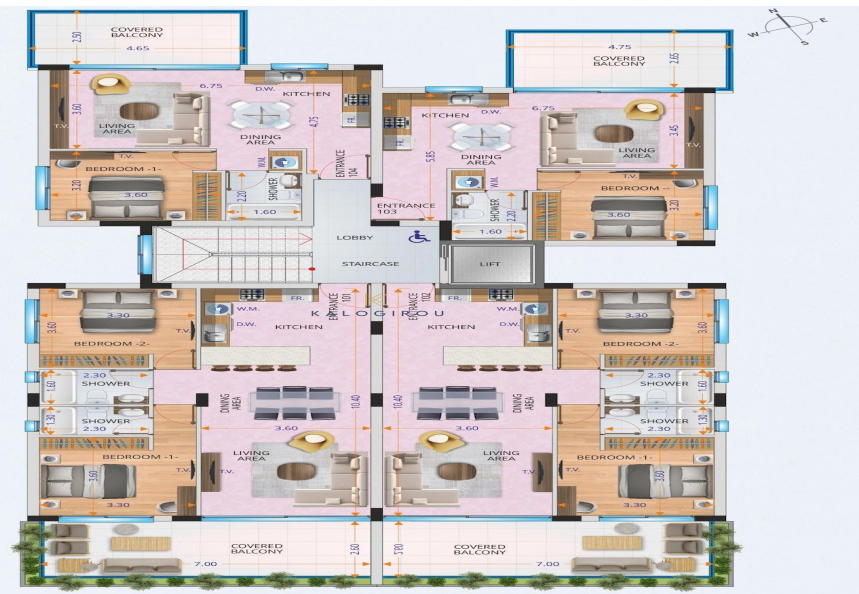 N
E
W
S
COVERED
BALCONY
4.65
2.50
4.75
COVERED
BALCONY
2.65
6.75
D.W.
KITCHEN
3.60
4.75
FR.
LIVING
AREA
DINING
AREA
T.V.
T.V.
W.M.
BEDROOM -1-
3.20
3.60
SHOWER
2.20
1.60
ENTRANCE
104
6.75
D.W.
KITCHEN
FR.
5.85
3.45
LIVING
AREA
DINING
AREA
T.V.
W.M.
BEDROOM --
3.60
3.20
SHOWER
2.20
1.60
ENTRANCE
103
LOBBY
STAIRCASE
LIFT
ENTRANCE
101
ENTRANCE
102
KALOGIROU
FR.
W.M.
D.W.
KITCHEN
3.30
3.60
T.V.
BEDROOM -2-
2.30
SHOWER
1.60
SHOWER
1.30
2.30
DINING
AREA
10.40
3.60
BEDROOM -1-
LIVING
AREA
T.V.
T.V.
3.60
3.30
COVERED
BALCONY
7.00
2.60
FR.
W.M.
D.W.
KITCHEN
3.30
3.60
T.V.
BEDROOM -2-
2.30
SHOWER
1.60
SHOWER
1.30
2.30
DINING
AREA
10.40
3.60
BEDROOM -1-
LIVING
AREA
T.V.
T.V.
3.60
3.30
COVERED
BALCONY
7.00